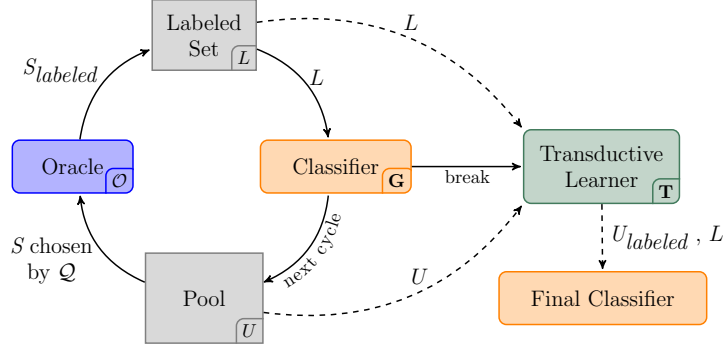 Labeled
Set
L
L
S_labeled
L
Oracle
𝒪
Classifier
G
break
Transductive
Learner
T
next cycle
S chosen
by 𝒬
U_labeled , L
U
Pool
U
Final Classifier